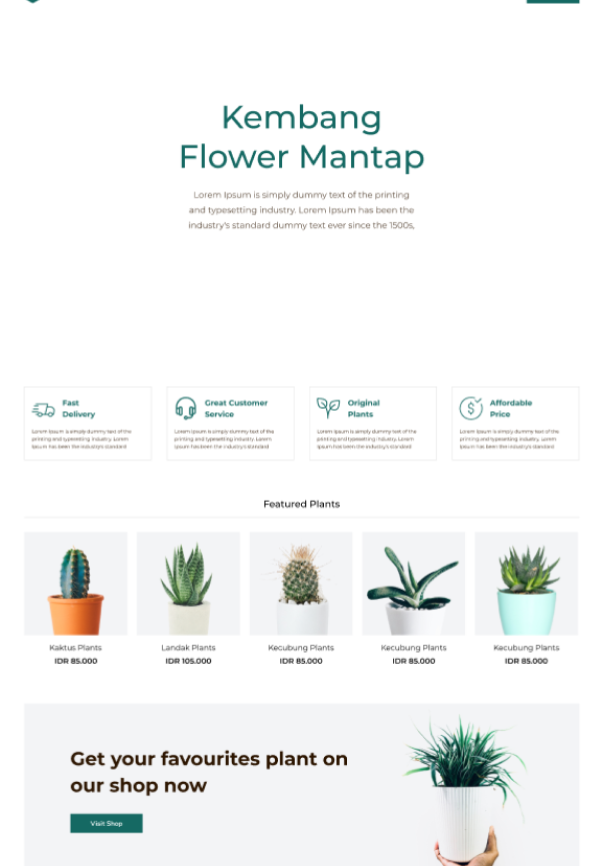 Kembang
Flower Mantap
Lorem Ipsum is simply dummy text of the printing
and typesetting industry. Lorem Ipsum has been the
industry's standard dummy text ever since the 1500s,
Fast
Delivery
Lorem Ipsum is simply dummy text of the
printing and typesetting industry. Lorem
Ipsum has been the industry's standard
Great Customer
Service
Lorem Ipsum is simply dummy text of the
printing and typesetting industry. Lorem
Ipsum has been the industry's standard
Original
Plants
Lorem Ipsum is simply dummy text of the
printing and typesetting industry. Lorem
Ipsum has been the industry's standard
Affordable
Price
Lorem Ipsum is simply dummy text of the
printing and typesetting industry. Lorem
Ipsum has been the industry's standard
Featured Plants
Kaktus Plants
IDR 85.000
Landak Plants
IDR 105.000
Kecubung Plants
IDR 85.000
Kecubung Plants
IDR 85.000
Kecubung Plants
IDR 85.000
Get your favourites plant on
our shop now
Visit Shop